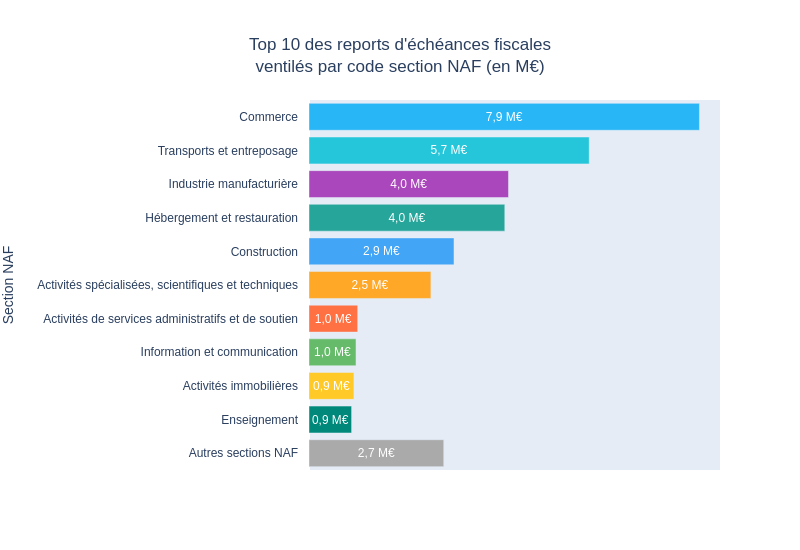 Top 10 des reports d'échéances fiscales
ventilés par code section NAF (en M€)
Section NAF
Commerce 7,9 M€
Transports et entreposage 5,7 M€
Industrie manufacturière 4,0 M€
Hébergement et restauration 4,0 M€
Construction 2,9 M€
Activités spécialisées, scientifiques et techniques 2,5 M€
Activités de services administratifs et de soutien 1,0 M€
Information et communication 1,0 M€
Activités immobilières 0,9 M€
Enseignement 0,9 M€
Autres sections NAF 2,7 M€